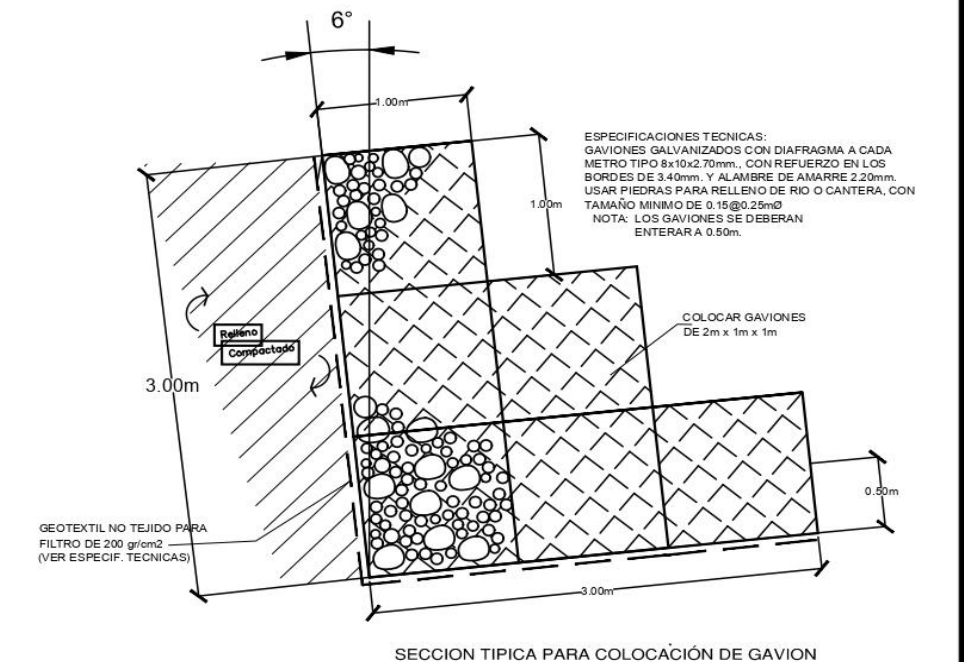 6°
1.00m
ESPECIFICACIONES TECNICAS:
GAVIONES GALVANIZADOS CON DIAFRAGMA A CADA
METRO TIPO 8x10x2.70mm., CON REFUERZO EN LOS
BORDES DE 3.40mm. Y ALAMBRE DE AMARRE 2.20mm.
USAR PIEDRAS PARA RELLENO DE RIO O CANTERA, CON
TAMAÑO MINIMO DE 0.15@0.25mØ
NOTA: LOS GAVIONES SE DEBERAN
ENTERAR A 0.50m.
1.00m
COLOCAR GAVIONES
DE 2m x 1m x 1m
Relleno
Compactado
3.00m
0.50m
GEOTEXTIL NO TEJIDO PARA
FILTRO DE 200 gr/cm2
(VER ESPECIF. TECNICAS)
3.00m
SECCION TIPICA PARA COLOCACIÓN DE GAVION